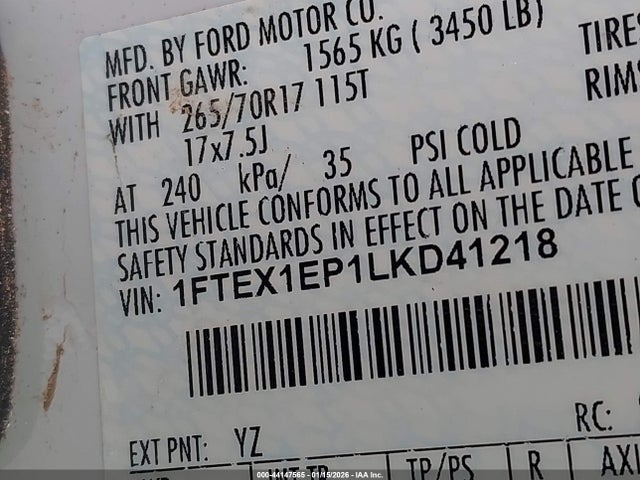 MFD. BY FORD MOTOR CO.
FRONT GAWR: 1565 KG ( 3450 LB)
WITH 265/70R17 115T TIRES
17x7.5J RIMS
AT 240 kPa/ 35 PSI COLD
THIS VEHICLE CONFORMS TO ALL APPLICABLE
SAFETY STANDARDS IN EFFECT ON THE DATE
VIN: 1FTEX1EP1LKD41218
EXT PNT: YZ RC:
TP/PS R AXL
000-44147565 - 01/15/2026 - IAA Inc.